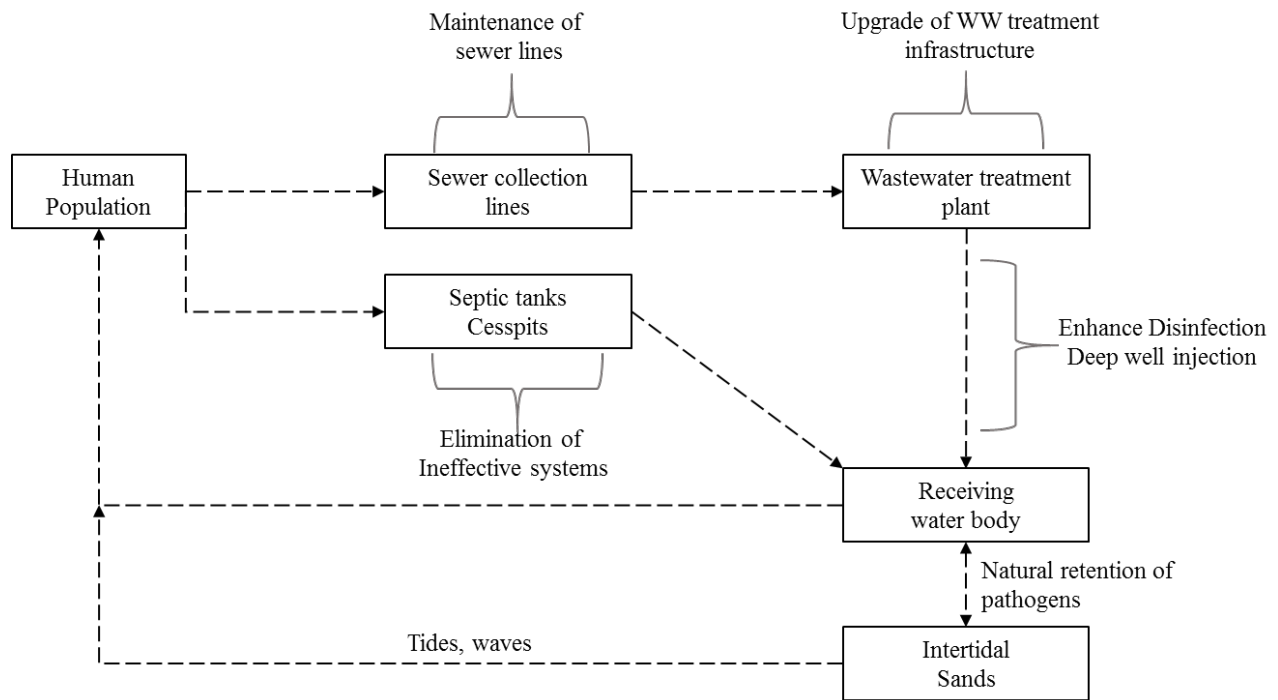 Maintenance of
sewer lines
Upgrade of WW treatment
infrastructure
Human
Population
Sewer collection
lines
Wastewater treatment
plant
Septic tanks
Cesspits
Enhance Disinfection
Deep well injection
Elimination of
Ineffective systems
Receiving
water body
Natural retention of
pathogens
Tides, waves
Intertidal
Sands